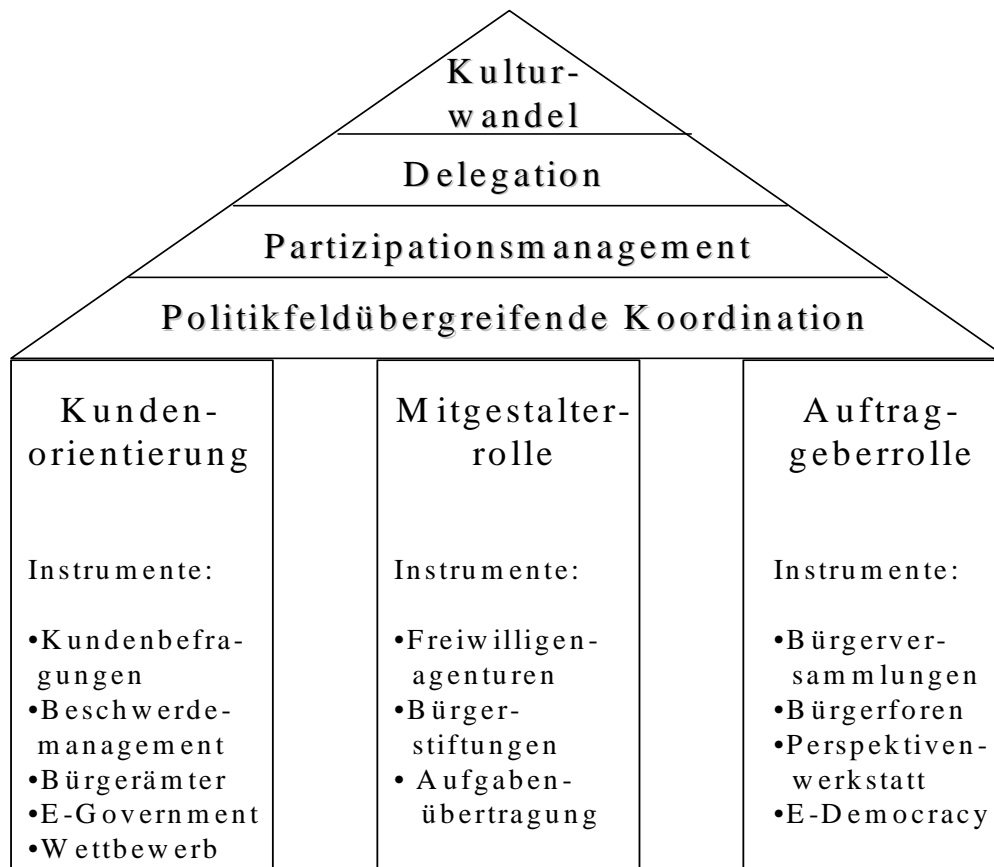 Kultur-
wandel
Delegation
Partizipationsmanagement
Politikfeldübergreifende Koordination
Kunden-
orientierung
Instrumente:
•Kundenbefra-
gungen
•Beschwerde-
management
•Bürgerämter
•E-Government
•Wettbewerb
Mitgestalter-
rolle
Instrumente:
•Freiwilligen-
agenturen
•Bürger-
stiftungen
• Aufgaben-
übertragung
Auftrag-
geberrolle
Instrumente:
•Bürgerver-
sammlungen
•Bürgerforen
•Perspektiven-
werkstatt
•E-Democracy